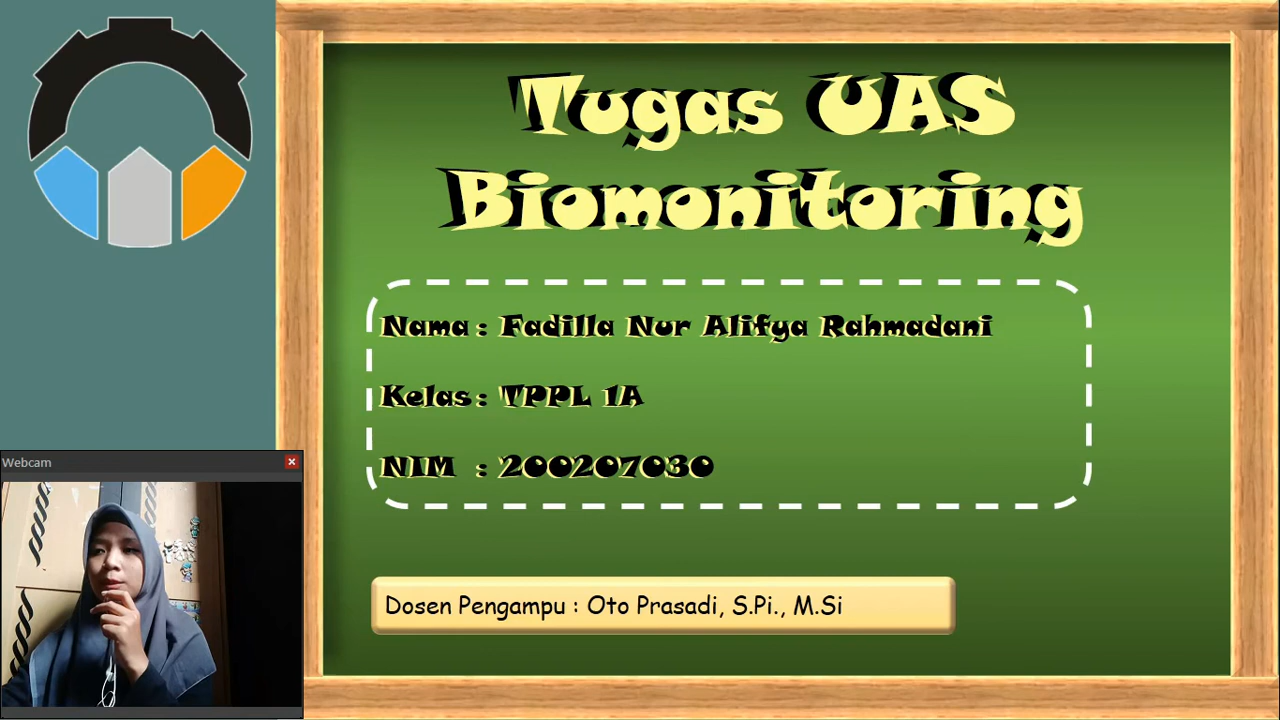 Tugas UAS
Biomonitoring
Nama : Fadilla Nur Alifya Rahmadani
Kelas : TPPL 1A
NIM : 200207030
Dosen Pengampu : Oto Prasadi, S.Pi., M.Si
Webcam